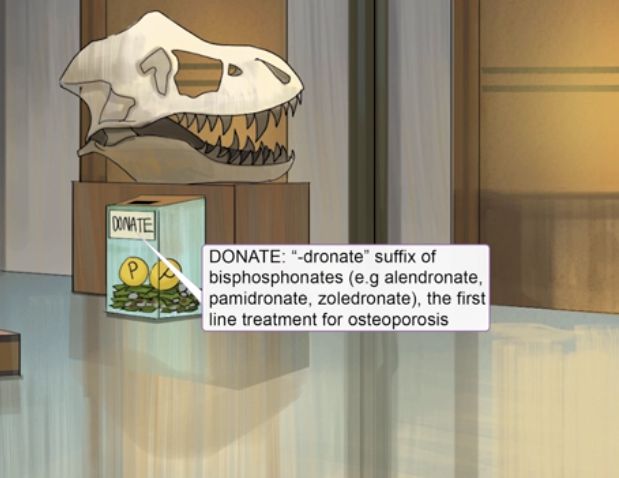 DONATE
P
P
DONATE: “-dronate” suffix of
bisphosphonates (e.g alendronate,
pamidronate, zoledronate), the first
line treatment for osteoporosis